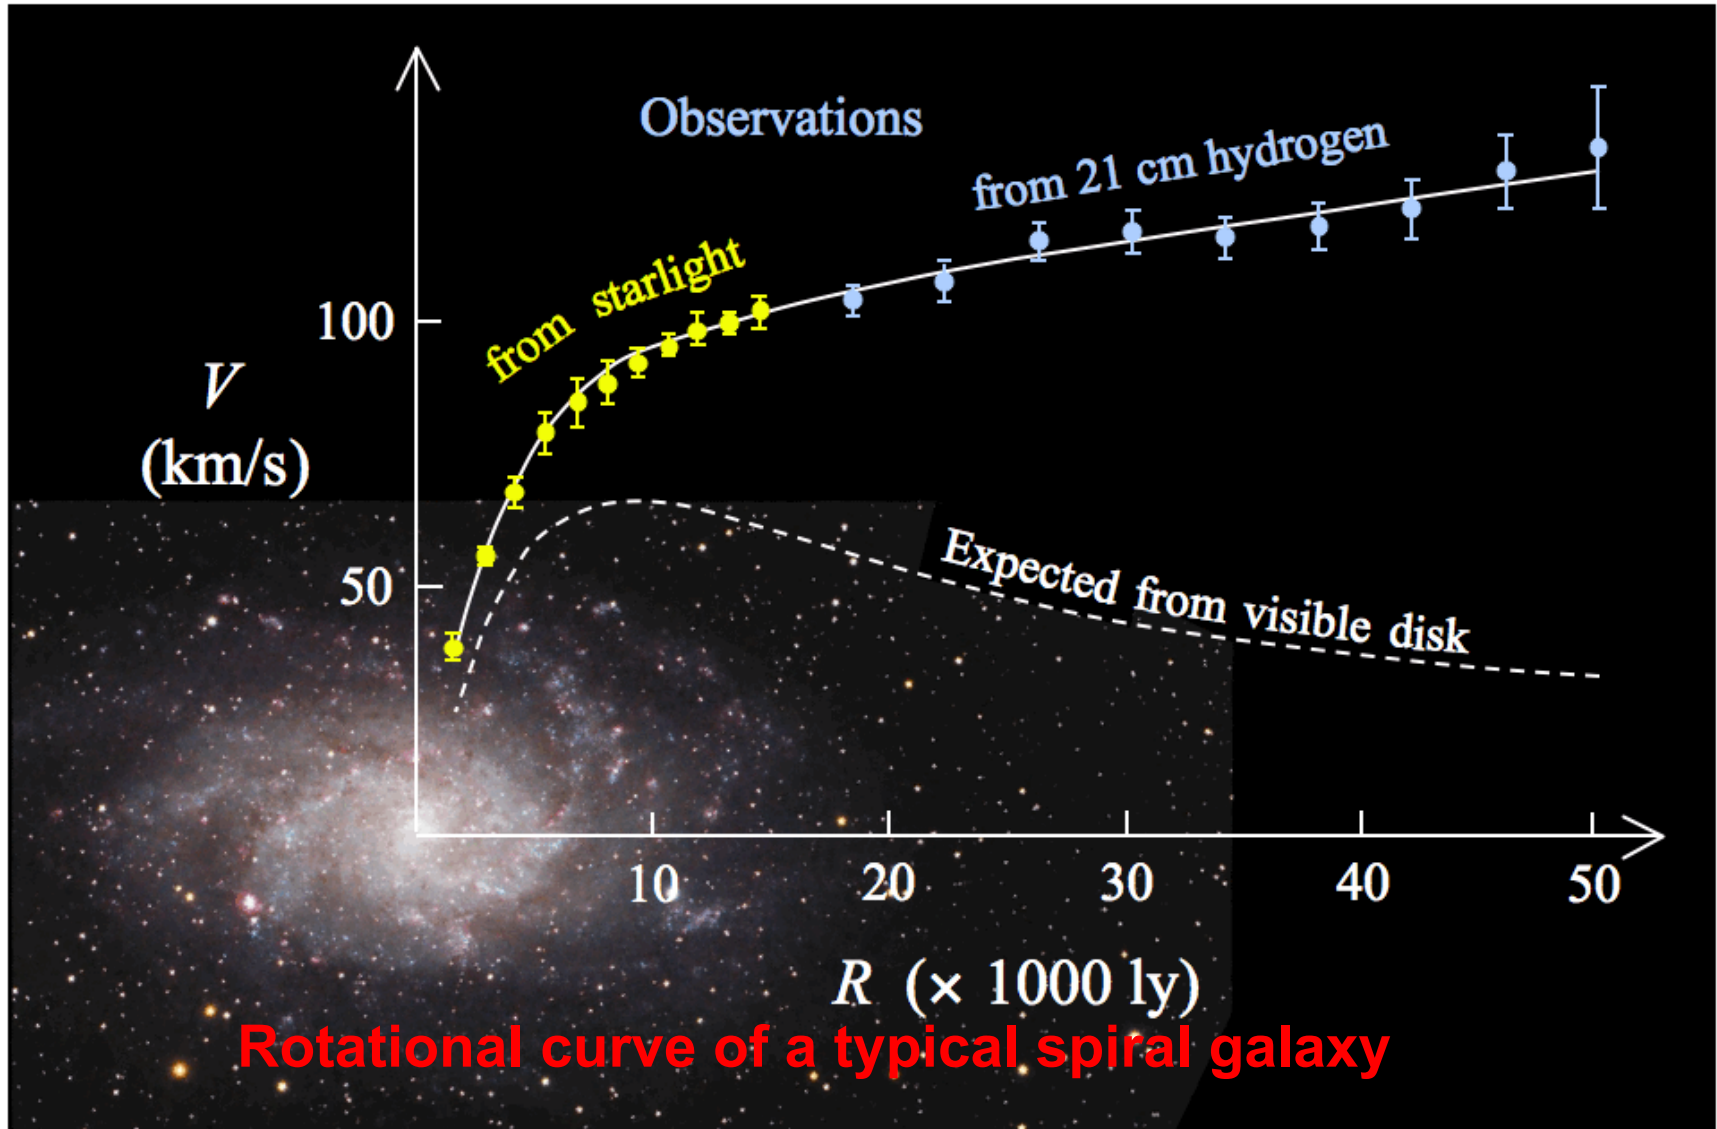 Observations
from 21 cm hydrogen
from starlight
100
V
(km/s)
50
Expected from visible disk
10 20 30 40 50
R (× 1000 ly)
Rotational curve of a typical spiral galaxy